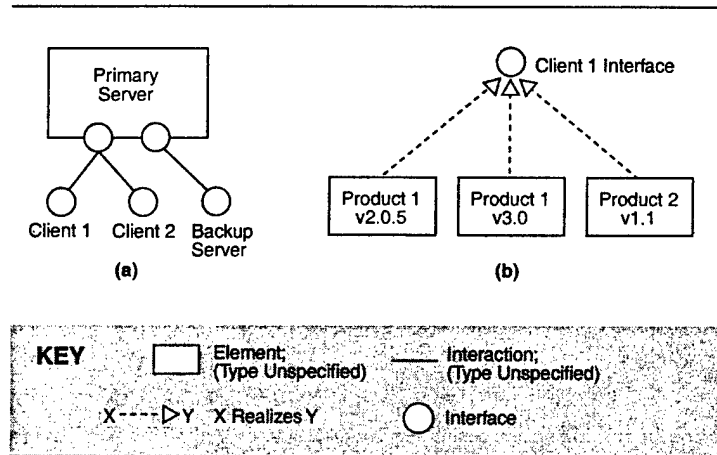 Primary
Server
Client 1
Client 2
Backup
Server
(a)
Client 1 Interface
Product 1
v2.0.5
Product 1
v3.0
Product 2
v1.1
(b)
KEY
Element;
(Type Unspecified)
Interaction;
(Type Unspecified)
X Y X Realizes Y
Interface